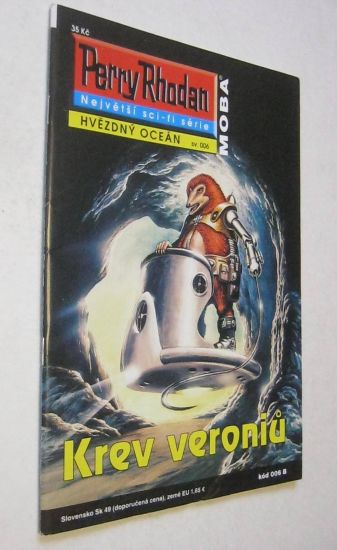 35 Kč
Perry Rhodan
Největší sci-fi série
HVĚZDNÝ OCEÁN sv. 006
MOBA®
Krev veroniů
kód 006 B
Slovensko Sk 49 (doporučená cena), země EU 1,65 €